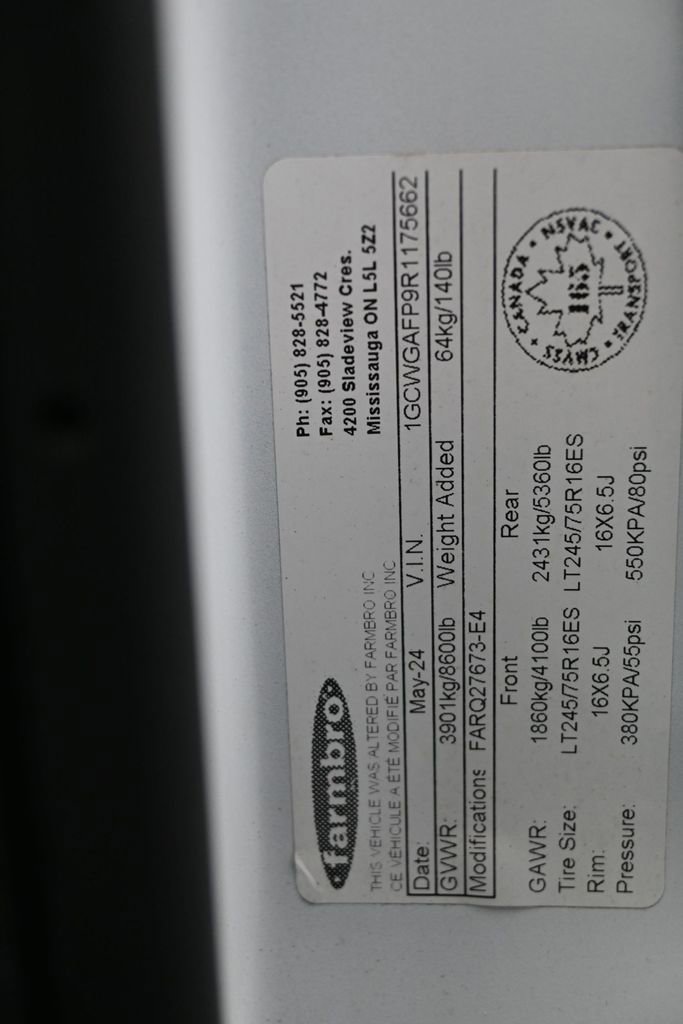 farmbro
Ph: (905) 828-5521
Fax: (905) 828-4772
4200 Sladeview Cres.
Mississauga ON L5L 5Z2
THIS VEHICLE WAS ALTERED BY FARMBRO INC
CE VÉHICULE A ÉTÉ MODIFIÉ PAR FARMBRO INC
Date: May-24 V.I.N. 1GCWGAFP9R1175662
GVWR: 3901kg/8600lb Weight Added 64kg/140lb
Modifications FARQ27673-E4
Front Rear
GAWR: 1860kg/4100lb 2431kg/5360lb
Tire Size: LT245/75R16ES LT245/75R16ES
Rim: 16X6.5J 16X6.5J
Pressure: 380KPA/55psi 550KPA/80psi
CANADA • NSVAC • TRANSPORT • CMVSS
165